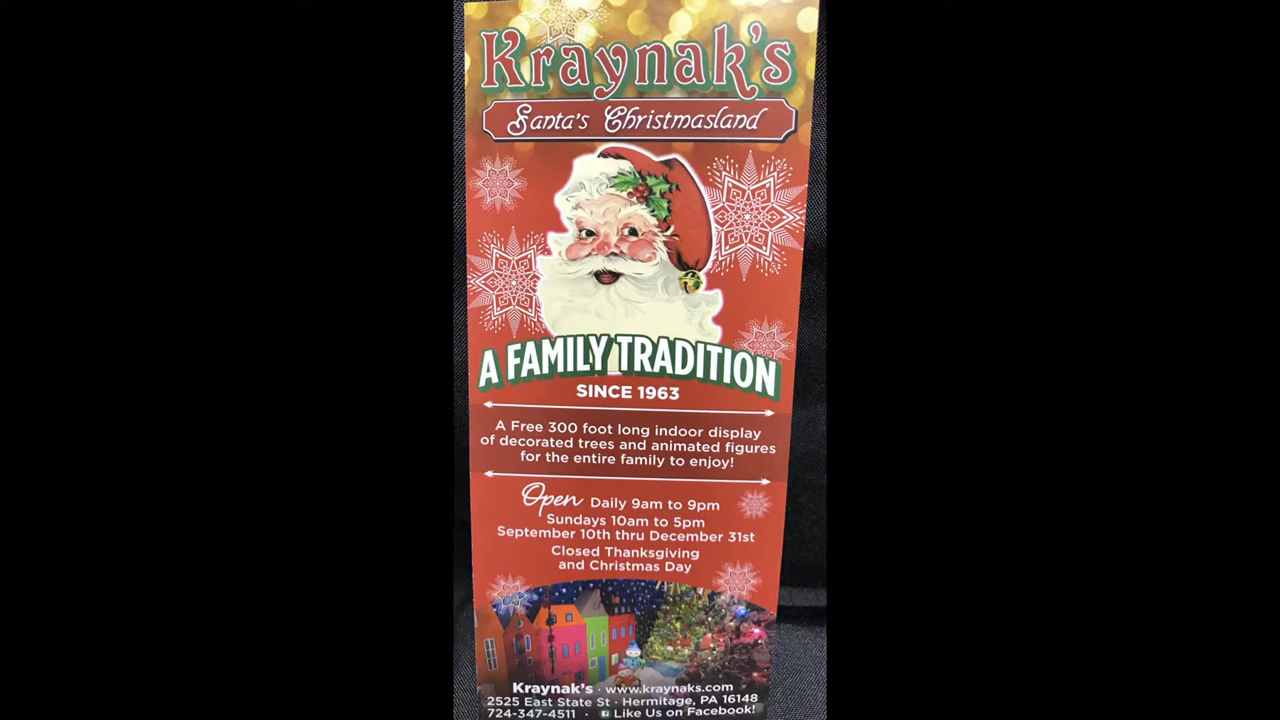 Kraynak's
Santa's Christmasland
A FAMILY TRADITION
SINCE 1963
A Free 300 foot long indoor display
of decorated trees and animated figures
for the entire family to enjoy!
Open Daily 9am to 9pm
Sundays 10am to 5pm
September 10th thru December 31st
Closed Thanksgiving
and Christmas Day
Kraynak's · www.kraynaks.com
2525 East State St · Hermitage, PA 16148
724-347-4511 · f Like Us on Facebook!